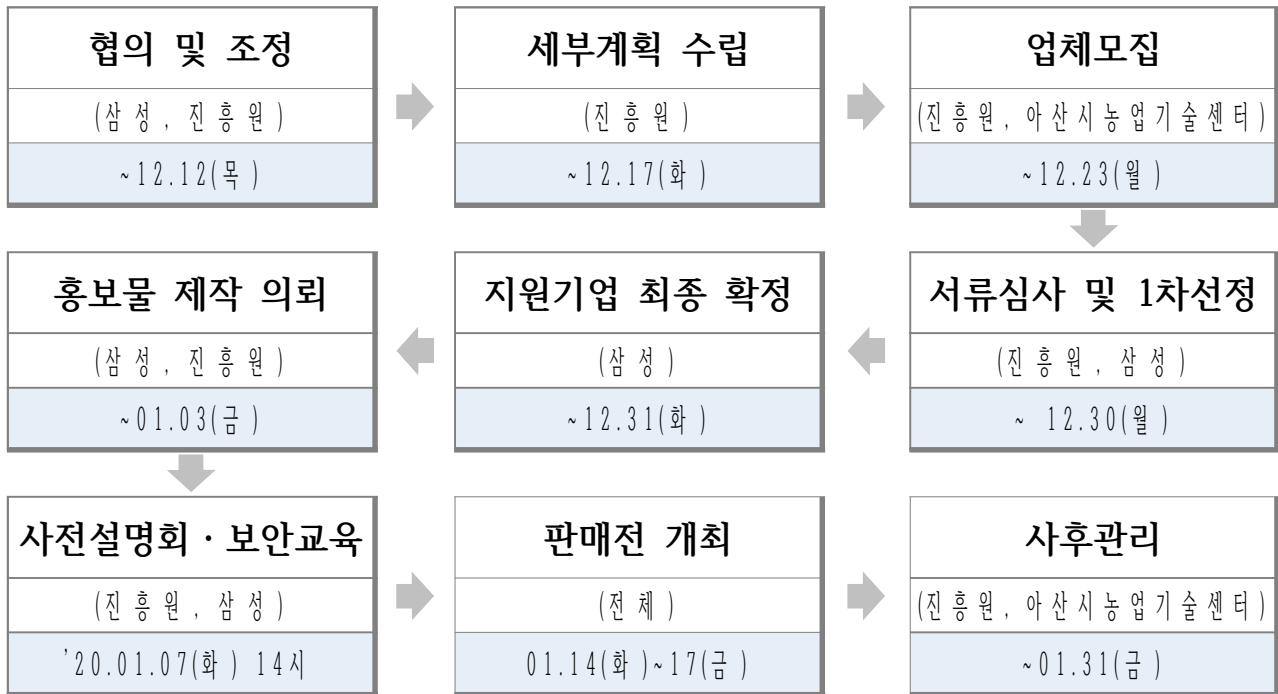 협의 및 조정
(삼성, 진흥원)
~12.12(목)
세부계획 수립
(진흥원)
~12.17(화)
업체모집
(진흥원, 아산시농업기술센터)
~12.23(월)
서류심사 및 1차선정
(진흥원, 삼성)
~ 12.30(월)
지원기업 최종 확정
(삼성)
~12.31(화)
홍보물 제작 의뢰
(삼성, 진흥원)
~01.03(금)
사전설명회·보안교육
(진흥원, 삼성)
'20.01.07(화) 14시
판매전 개최
(전체)
01.14(화)~17(금)
사후관리
(진흥원, 아산시농업기술센터)
~01.31(금)